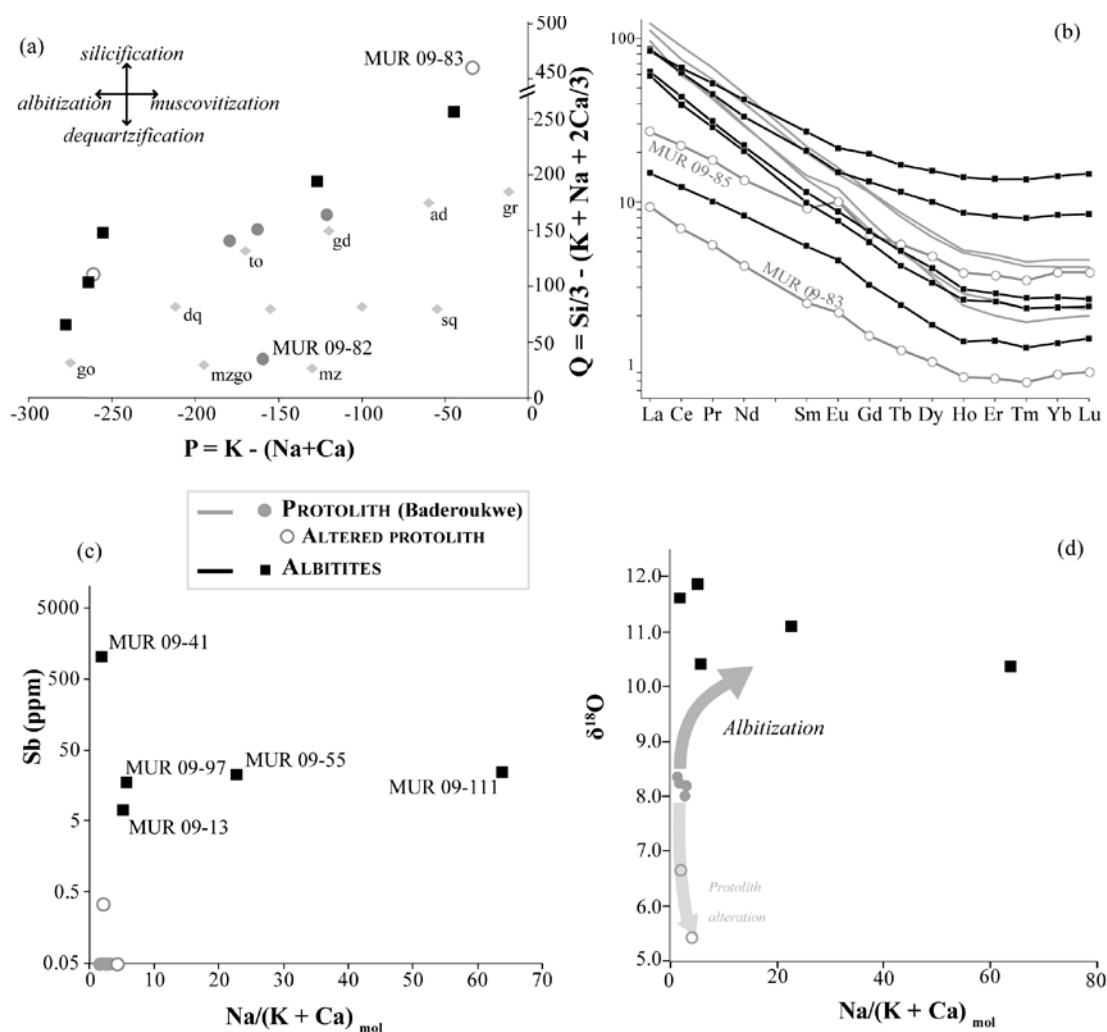 (a)
silicification
albitization
muscovitization
dequartzification
MUR 09-83
ad
gr
gd
to
dq
sq
MUR 09-82
go
mzgo
mz
500
450
250
200
150
100
50
0
-300
-200
-100
0
P = K - (Na+Ca)
Q = Si/3 - (K + Na + 2Ca/3)
(b)
100
10
1
MUR 09-85
MUR 09-83
La Ce Pr Nd Sm Eu Gd Tb Dy Ho Er Tm Yb Lu
PROTOLITH (Baderoukwe)
ALTERED PROTOLITH
ALBITITES
(c)
5000
500
50
5
0.5
0.05
Sb (ppm)
MUR 09-41
MUR 09-97
MUR 09-55
MUR 09-111
MUR 09-13
0 10 20 30 40 50 60 70
Na/(K + Ca) mol
(d)
12.0
11.0
10.0
9.0
8.0
7.0
6.0
5.0
δ18O
Albitization
Protolith
alteration
0 20 40 60 80
Na/(K + Ca) mol